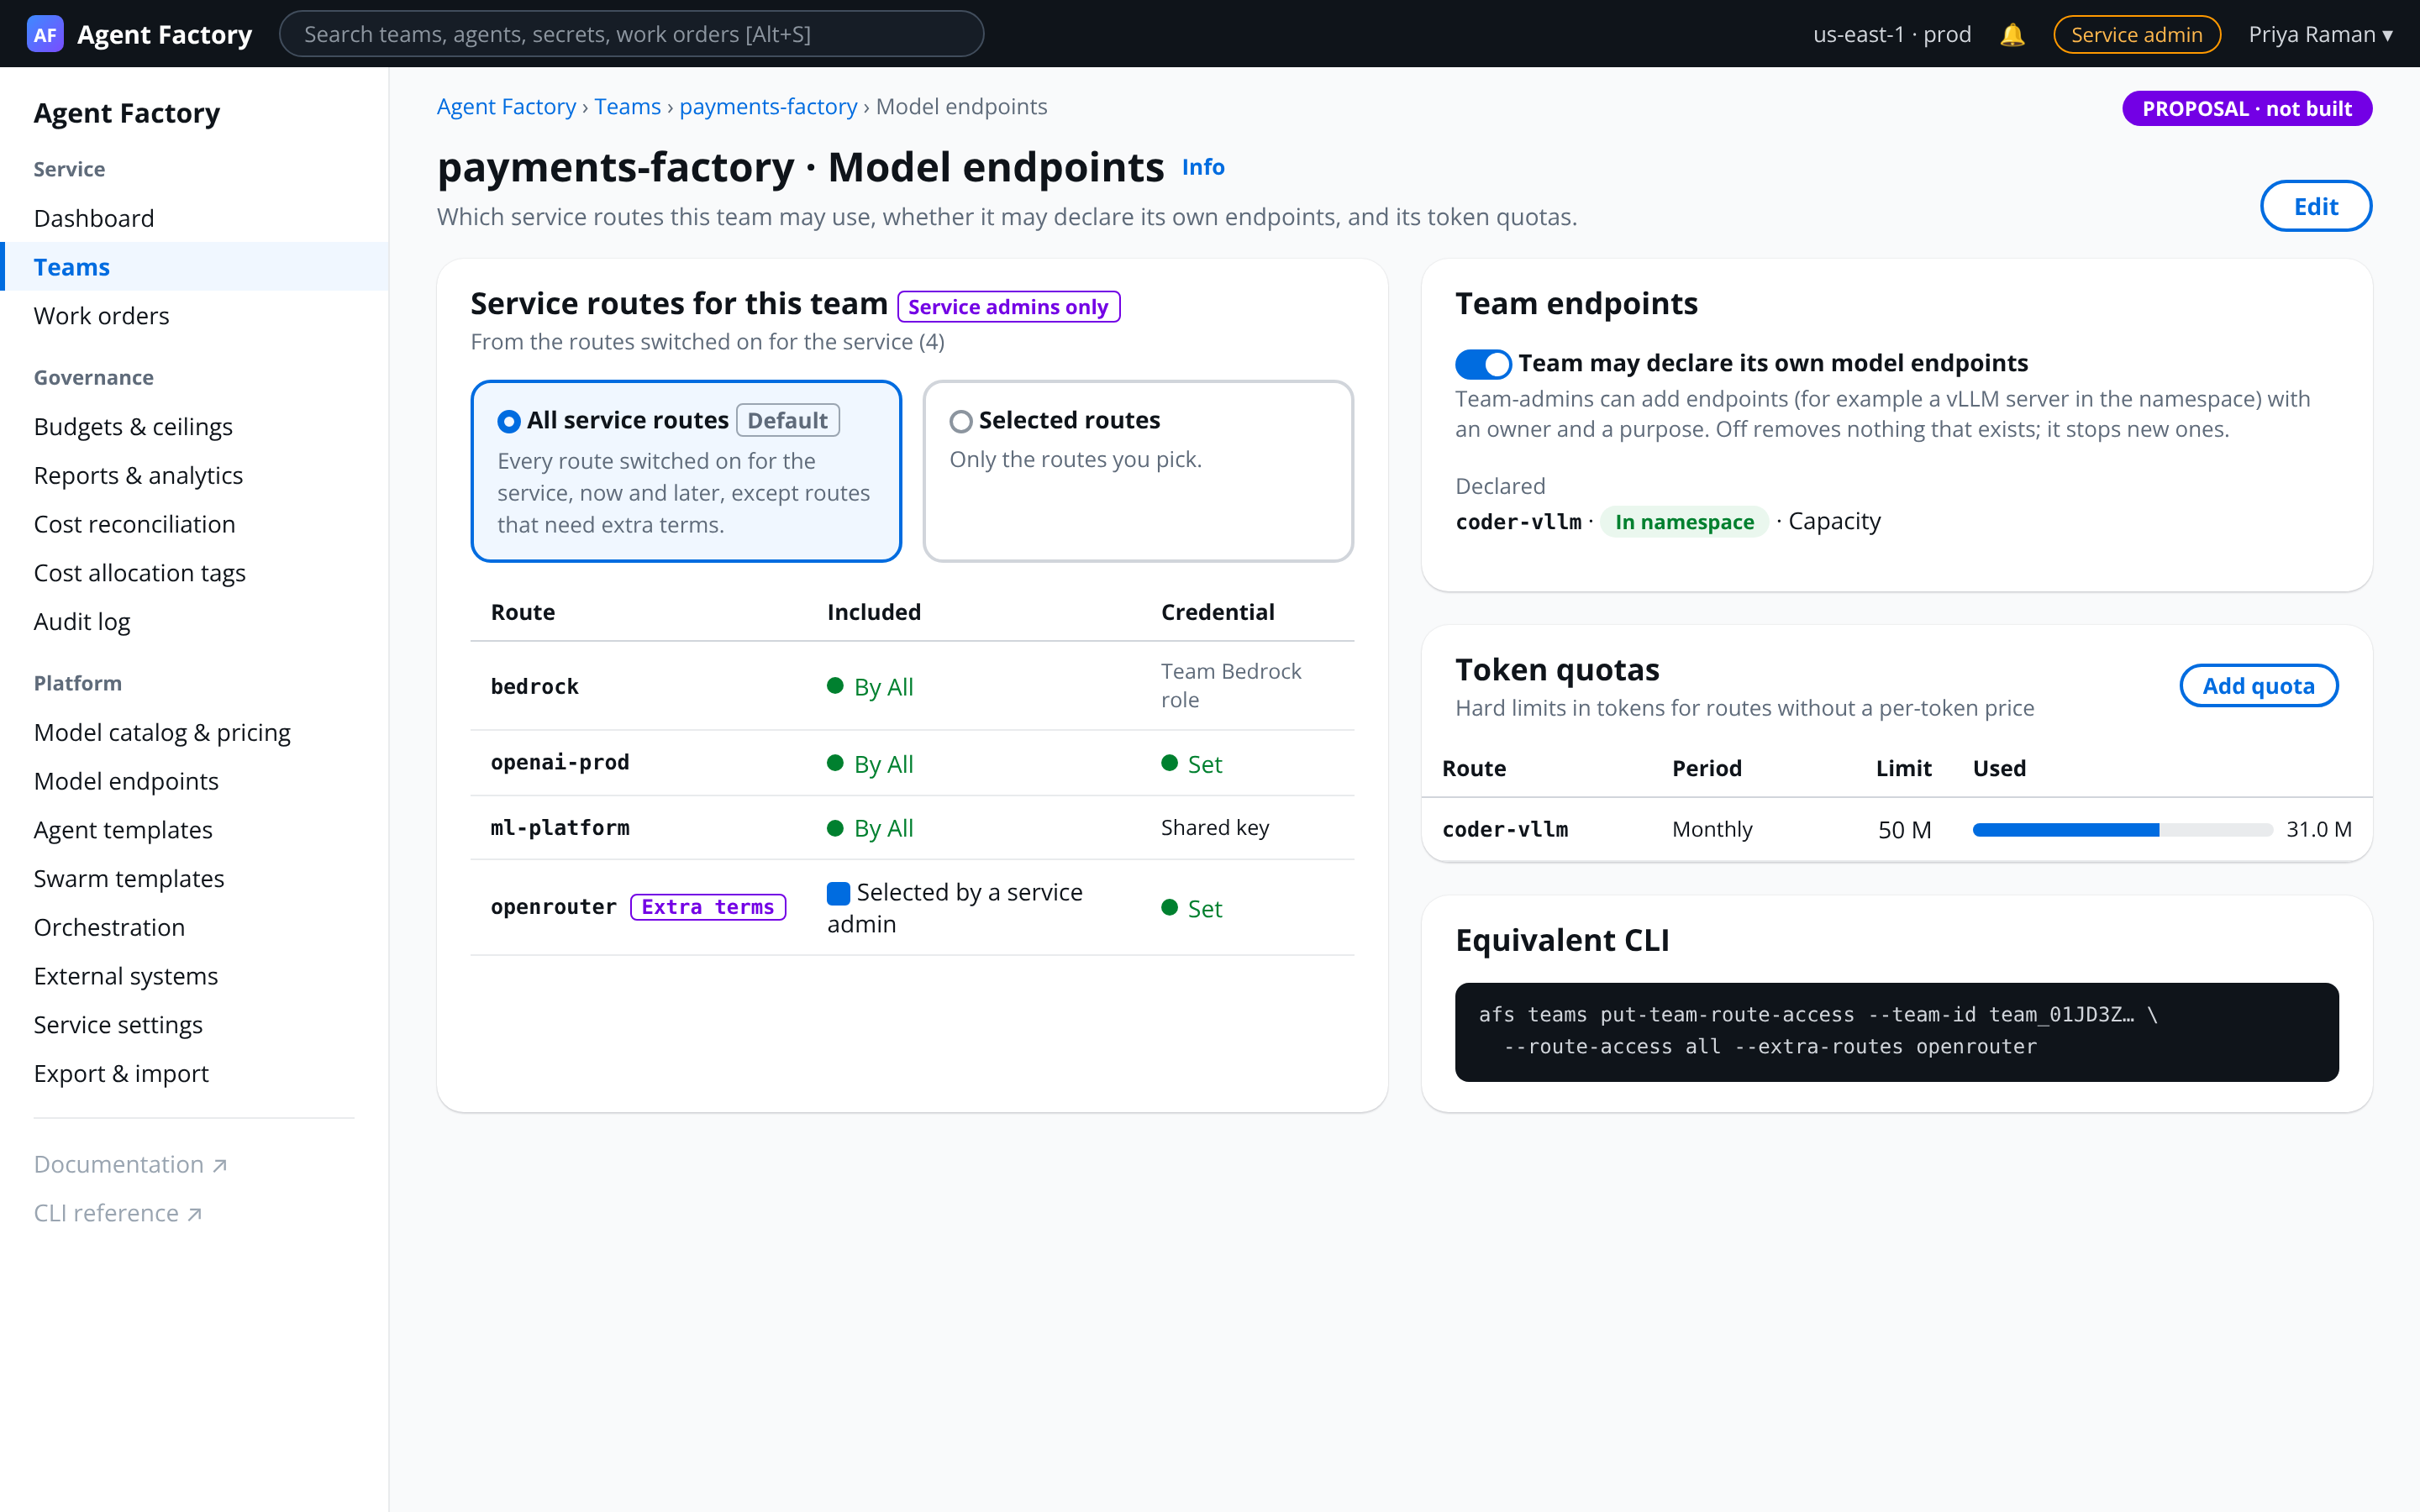 AF Agent Factory
Search teams, agents, secrets, work orders [Alt+S]
us-east-1 · prod
Service admin
Priya Raman ▾
Agent Factory
Service
Dashboard
Teams
Work orders
Governance
Budgets & ceilings
Reports & analytics
Cost reconciliation
Cost allocation tags
Audit log
Platform
Model catalog & pricing
Model endpoints
Agent templates
Swarm templates
Orchestration
External systems
Service settings
Export & import
Documentation ↗
CLI reference ↗
Agent Factory › Teams › payments-factory › Model endpoints
PROPOSAL · not built
payments-factory · Model endpoints Info
Which service routes this team may use, whether it may declare its own endpoints, and its token quotas.
Edit
Service routes for this team Service admins only
From the routes switched on for the service (4)
All service routes Default
Every route switched on for the
service, now and later, except routes
that need extra terms.
Selected routes
Only the routes you pick.
Route Included Credential
bedrock By All Team Bedrock
role
openai-prod By All Set
ml-platform By All Shared key
openrouter Extra terms Selected by a service
admin Set
Team endpoints
Team may declare its own model endpoints
Team-admins can add endpoints (for example a vLLM server in the namespace) with
an owner and a purpose. Off removes nothing that exists; it stops new ones.
Declared
coder-vllm · In namespace · Capacity
Token quotas
Hard limits in tokens for routes without a per-token price
Add quota
Route Period Limit Used
coder-vllm Monthly 50 M 31.0 M
Equivalent CLI
afs teams put-team-route-access --team-id team_01JD3Z… \
--route-access all --extra-routes openrouter